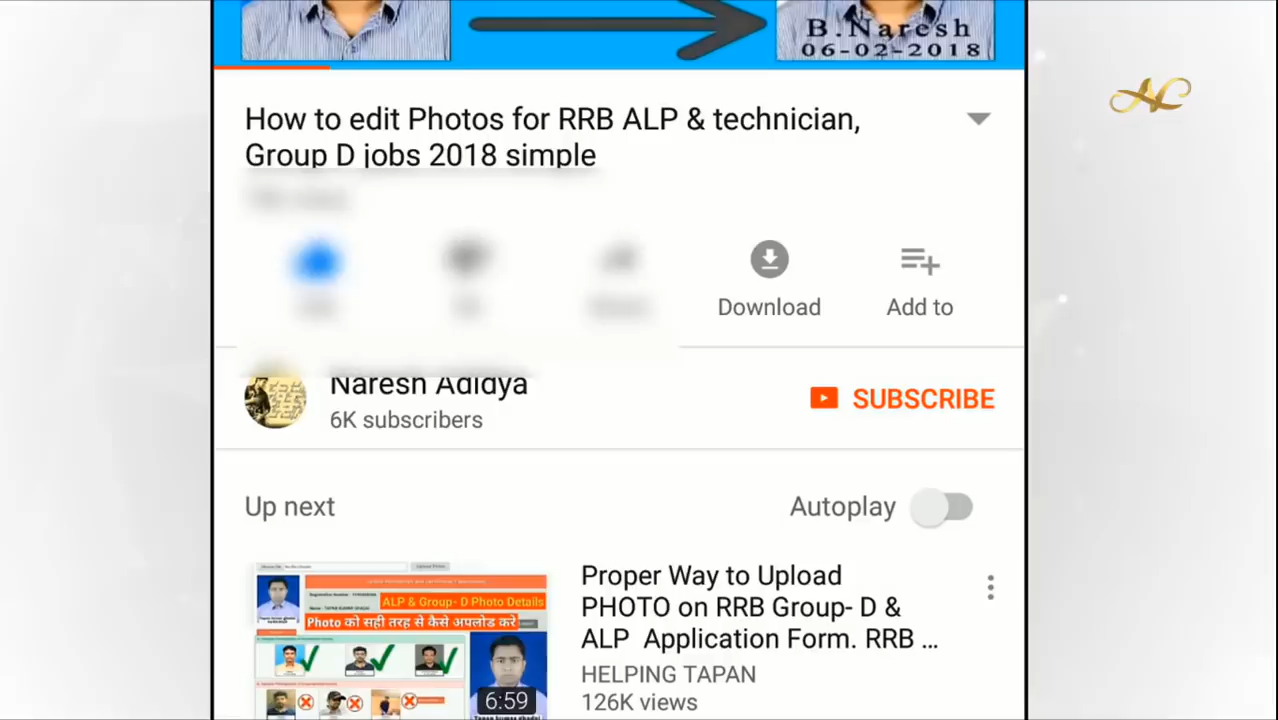 B.Naresh
06-02-2018
How to edit Photos for RRB ALP & technician,
Group D jobs 2018 simple
Download
Add to
Naresh Adidya
6K subscribers
SUBSCRIBE
Up next
Autoplay
ALP & Group- D Photo Details
Photo को सही तरह से कैसे अपलोड करे
6:59
Proper Way to Upload
PHOTO on RRB Group- D &
ALP Application Form. RRB ...
HELPING TAPAN
126K views